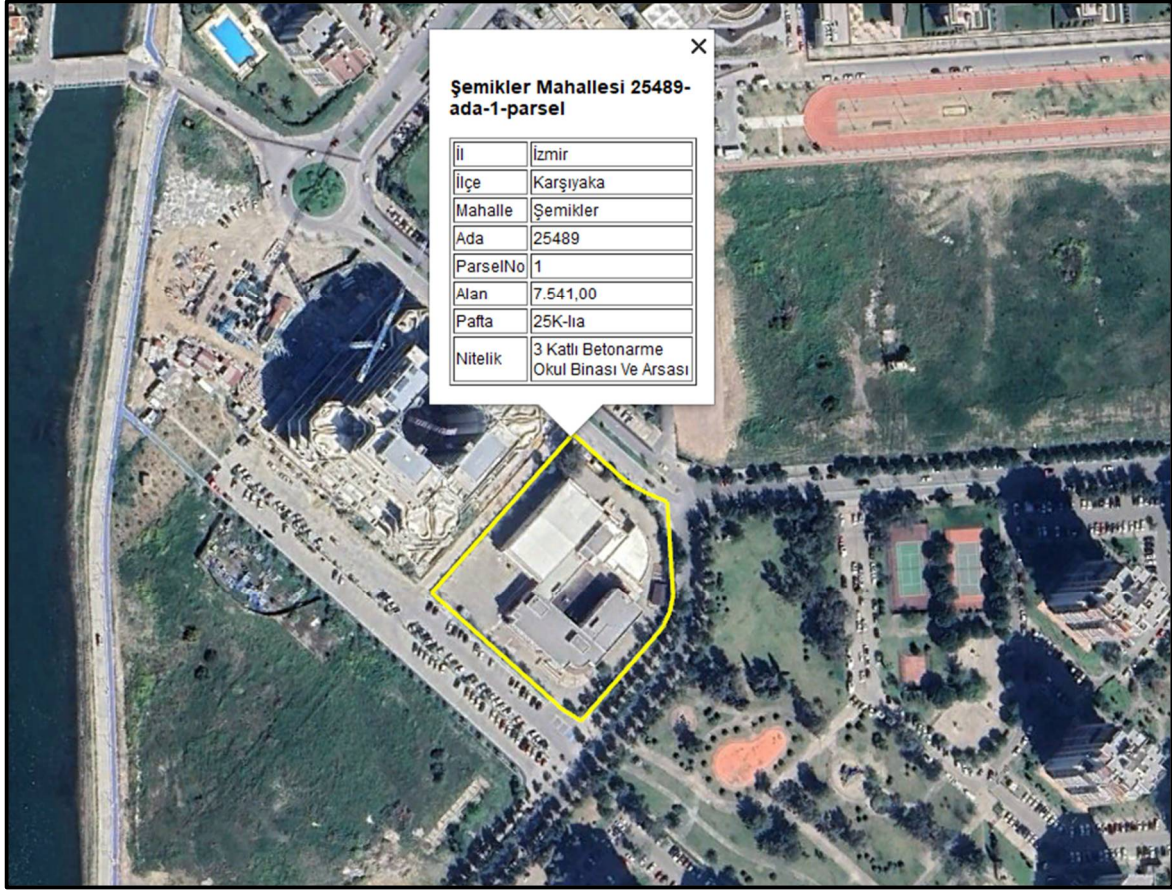 Şemikler Mahallesi 25489-
ada-1-parsel
İl İzmir
İlçe Karşıyaka
Mahalle Şemikler
Ada 25489
ParselNo 1
Alan 7.541,00
Pafta 25K-Iıa
Nitelik 3 Katlı Betonarme
Okul Binası Ve Arsası